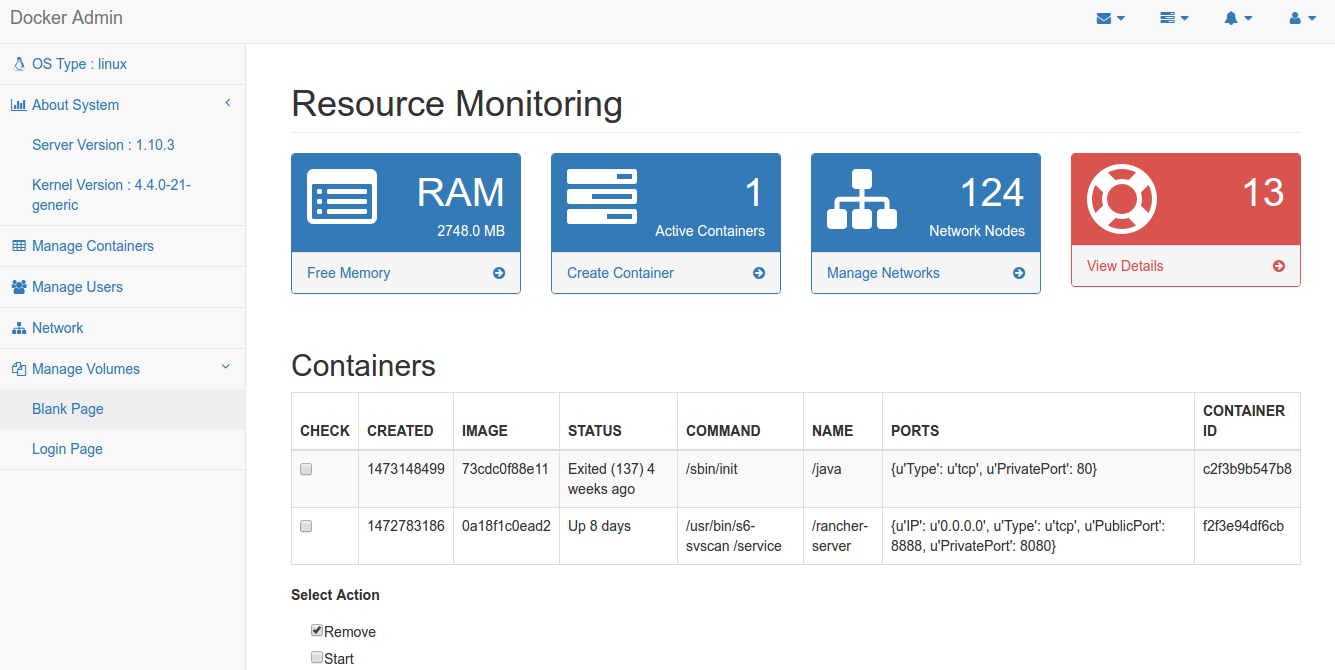 Docker Admin
OS Type : linux
About System
Server Version : 1.10.3
Kernel Version : 4.4.0-21-
generic
Manage Containers
Manage Users
Network
Manage Volumes
Blank Page
Login Page
Resource Monitoring
RAM
2748.0 MB
Free Memory
1
Active Containers
Create Container
124
Network Nodes
Manage Networks
13
View Details
Containers
CHECK CREATED IMAGE STATUS COMMAND NAME PORTS CONTAINER
ID
1473148499 73cdc0f88e11 Exited (137) 4 /sbin/init /java {u'Type': u'tcp', u'PrivatePort': 80} c2f3b9b547b8
weeks ago
1472783186 0a18f1c0ead2 Up 8 days /usr/bin/s6- /rancher- {u'IP': u'0.0.0.0', u'Type': u'tcp', u'PublicPort': f2f3e94df6cb
svscan /service server 8888, u'PrivatePort': 8080}
Select Action
Remove
Start